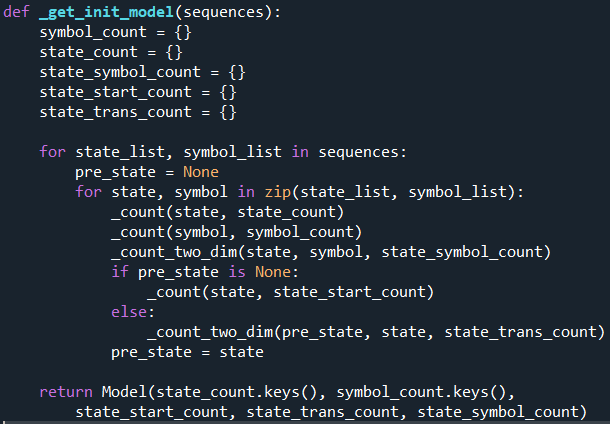 def _get_init_model(sequences):
    symbol_count = {}
    state_count = {}
    state_symbol_count = {}
    state_start_count = {}
    state_trans_count = {}

    for state_list, symbol_list in sequences:
        pre_state = None
        for state, symbol in zip(state_list, symbol_list):
            _count(state, state_count)
            _count(symbol, symbol_count)
            _count_two_dim(state, symbol, state_symbol_count)
            if pre_state is None:
                _count(state, state_start_count)
            else:
                _count_two_dim(pre_state, state, state_trans_count)
            pre_state = state

    return Model(state_count.keys(), symbol_count.keys(),
        state_start_count, state_trans_count, state_symbol_count)